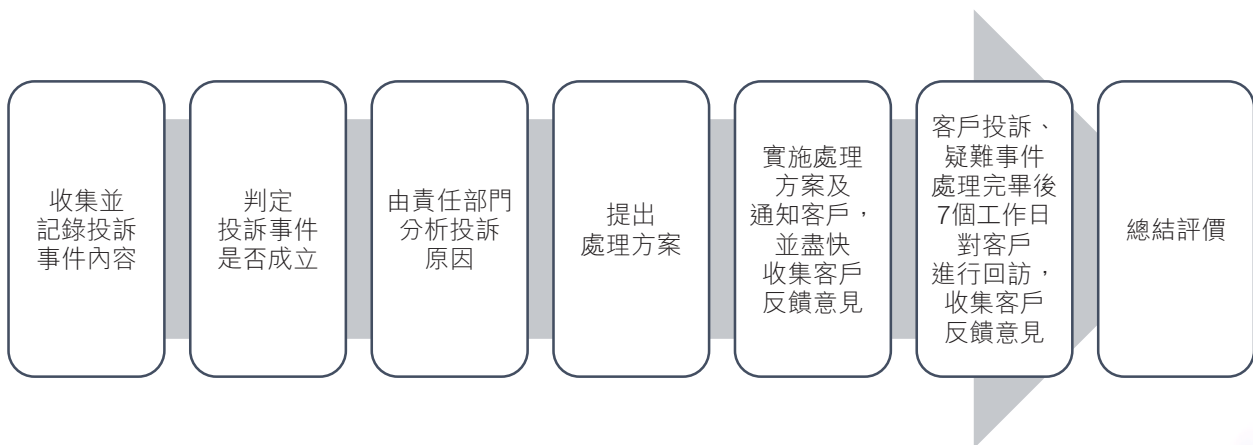 收集並
記錄投訴
事件內容
判定
投訴事件
是否成立
由責任部門
分析投訴
原因
提出
處理方案
實施處理
方案及
通知客戶，
並盡快
收集客戶
反饋意見
客戶投訴、
疑難事件
處理完畢後
7個工作日
對客戶
進行回訪，
收集客戶
反饋意見
總結評價